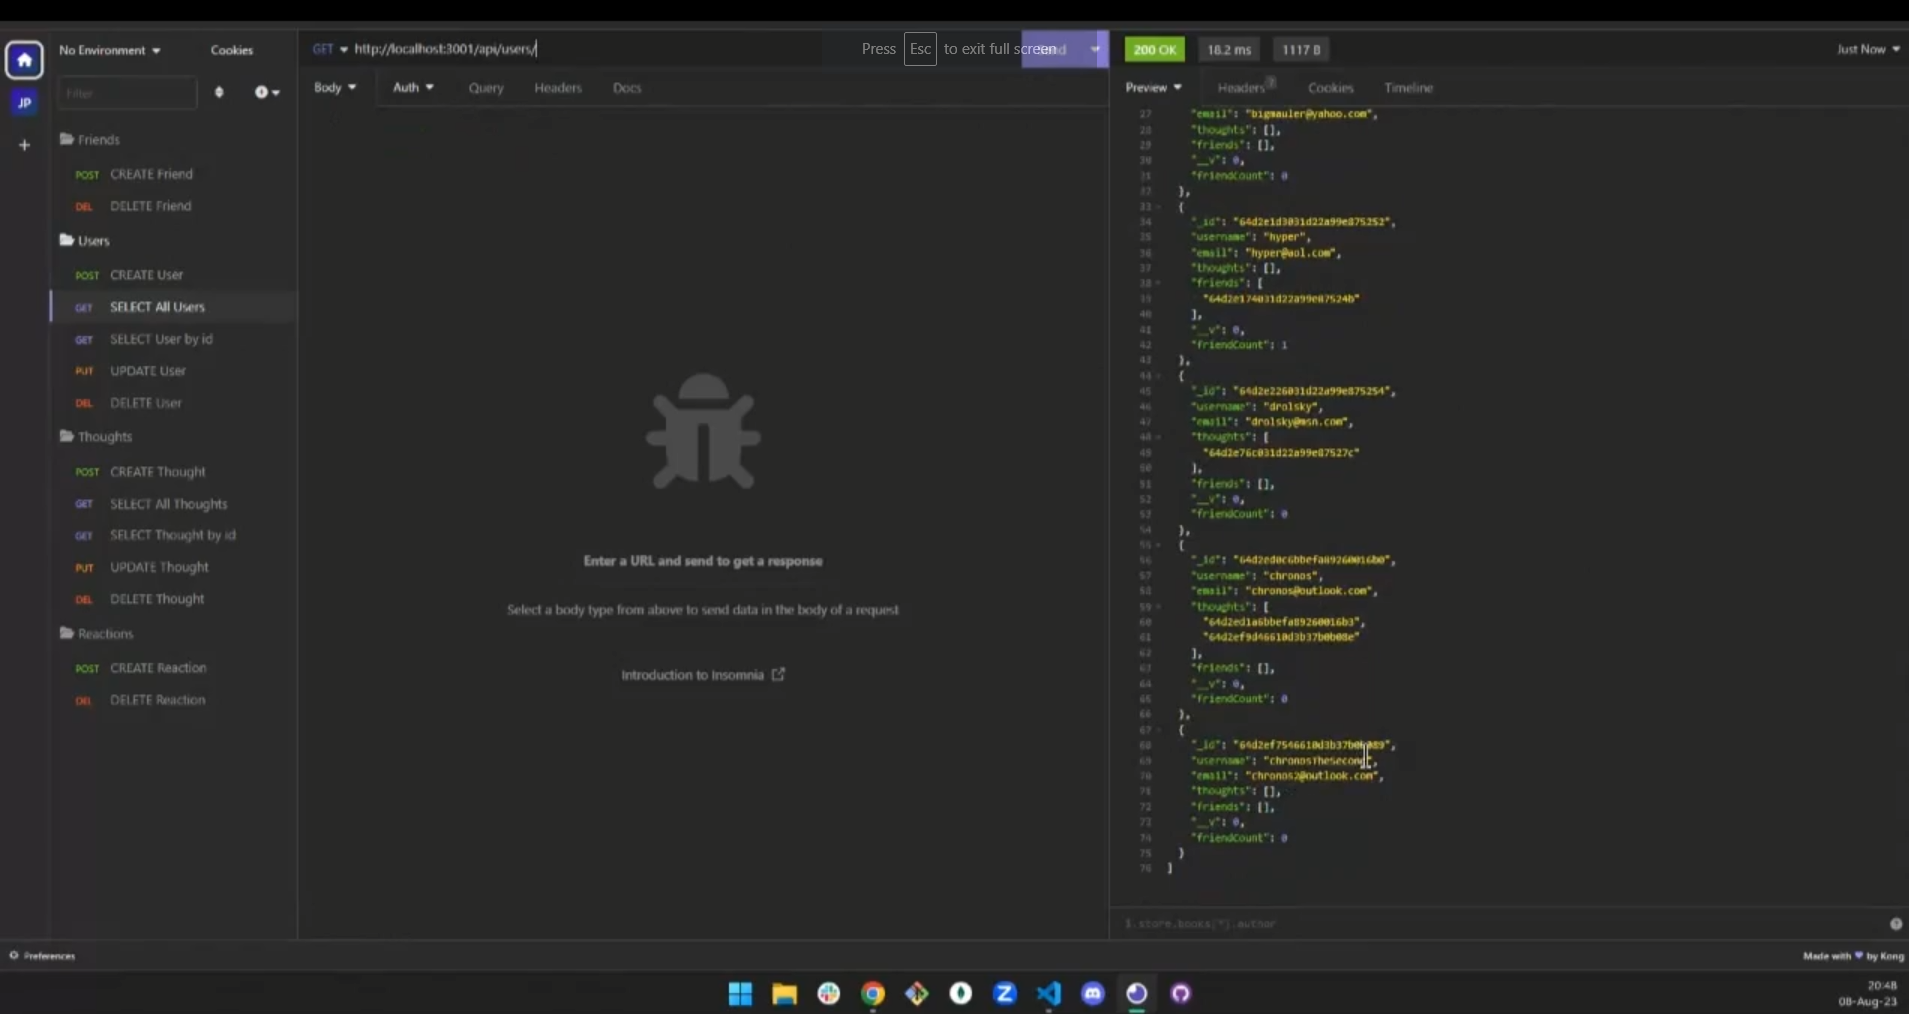 No Environment
Cookies
GET http://localhost:3001/api/users/
Press Esc to exit full screen
200 OK
18.2 ms
1117 B
Just Now
JP
Filter
Body
Auth
Query
Headers
Docs
Preview
Headers 7
Cookies
Timeline
Friends
POST CREATE Friend
DEL DELETE Friend
Users
POST CREATE User
GET SELECT All Users
GET SELECT User by id
PUT UPDATE User
DEL DELETE User
Thoughts
POST CREATE Thought
GET SELECT All Thoughts
GET SELECT Thought by id
PUT UPDATE Thought
DEL DELETE Thought
Reactions
POST CREATE Reaction
DEL DELETE Reaction
Enter a URL and send to get a response
Select a body type from above to send data in the body of a request
Introduction to Insomnia
27 "email": "bigmauler@yahoo.com",
28 "thoughts": [],
29 "friends": [],
30 "__v": 0,
31 "friendCount": 0
32 },
33 {
34 "_id": "64d2e1d3031d22a99e875252",
35 "username": "hyper",
36 "email": "hyper@aol.com",
37 "thoughts": [],
38 "friends": [
39 "64d2e174031d22a99e87524b"
40 ],
41 "__v": 0,
42 "friendCount": 1
43 },
44 {
45 "_id": "64d2e226031d22a99e875254",
46 "username": "drolsky",
47 "email": "drolsky@msn.com",
48 "thoughts": [
49 "64d2e76c031d22a99e87527c"
50 ],
51 "friends": [],
52 "__v": 0,
53 "friendCount": 0
54 },
55 {
56 "_id": "64d2ed0c6bbefa89260016b0",
57 "username": "chronos",
58 "email": "chronos@outlook.com",
59 "thoughts": [
60 "64d2ed1a6bbefa89260016b3",
61 "64d2ef9d46610d3b37b0b08e"
62 ],
63 "friends": [],
64 "__v": 0,
65 "friendCount": 0
66 },
67 {
68 "_id": "64d2ef7546610d3b37b0b089",
69 "username": "chronosTheSecond",
70 "email": "chronos2@outlook.com",
71 "thoughts": [],
72 "friends": [],
73 "__v": 0,
74 "friendCount": 0
75 }
76 ]
$.store.books[*].author
Preferences
Made with ♥ by Kong
20:48
08-Aug-23